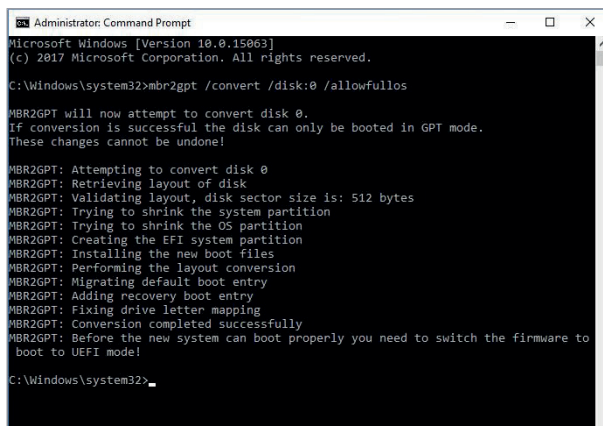 Administrator: Command Prompt
Microsoft Windows [Version 10.0.15063]
(c) 2017 Microsoft Corporation. All rights reserved.
C:\Windows\system32>mbr2gpt /convert /disk:0 /allowfullos
MBR2GPT will now attempt to convert disk 0.
If conversion is successful the disk can only be booted in GPT mode.
These changes cannot be undone!
MBR2GPT: Attempting to convert disk 0
MBR2GPT: Retrieving layout of disk
MBR2GPT: Validating layout, disk sector size is: 512 bytes
MBR2GPT: Trying to shrink the system partition
MBR2GPT: Trying to shrink the OS partition
MBR2GPT: Creating the EFI system partition
MBR2GPT: Installing the new boot files
MBR2GPT: Performing the layout conversion
MBR2GPT: Migrating default boot entry
MBR2GPT: Adding recovery boot entry
MBR2GPT: Fixing drive letter mapping
MBR2GPT: Conversion completed successfully
MBR2GPT: Before the new system can boot properly you need to switch the firmware to
boot to UEFI mode!
C:\Windows\system32>